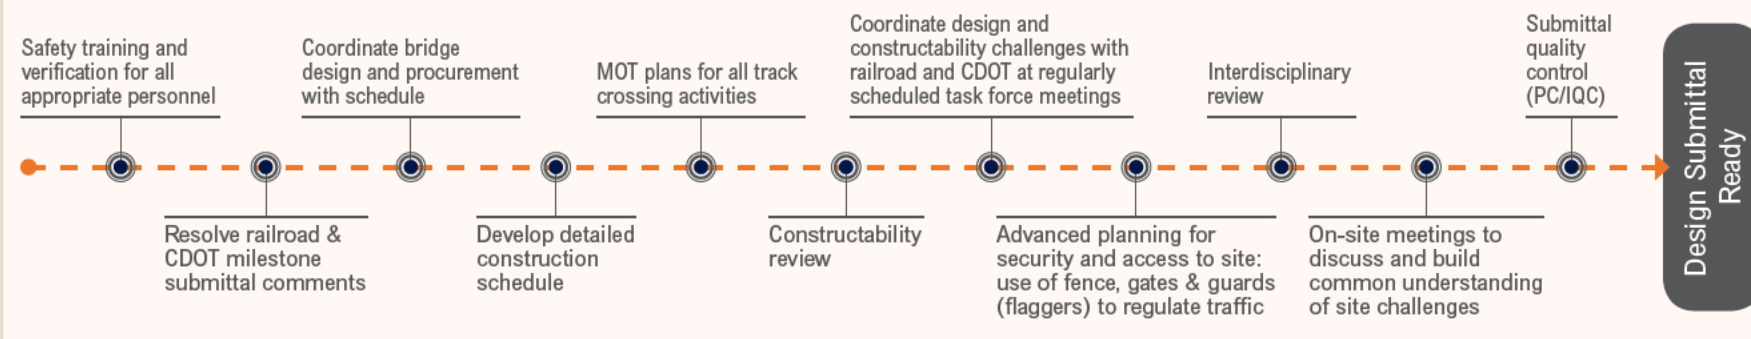 Safety training and
verification for all
appropriate personnel
Resolve railroad &
CDOT milestone
submittal comments
Coordinate bridge
design and procurement
with schedule
Develop detailed
construction
schedule
MOT plans for all track
crossing activities
Constructability
review
Coordinate design and
constructability challenges with
railroad and CDOT at regularly
scheduled task force meetings
Advanced planning for
security and access to site:
use of fence, gates & guards
(flaggers) to regulate traffic
Interdisciplinary
review
On-site meetings to
discuss and build
common understanding
of site challenges
Submittal
quality
control
(PC/IQC)
Design Submittal
Ready